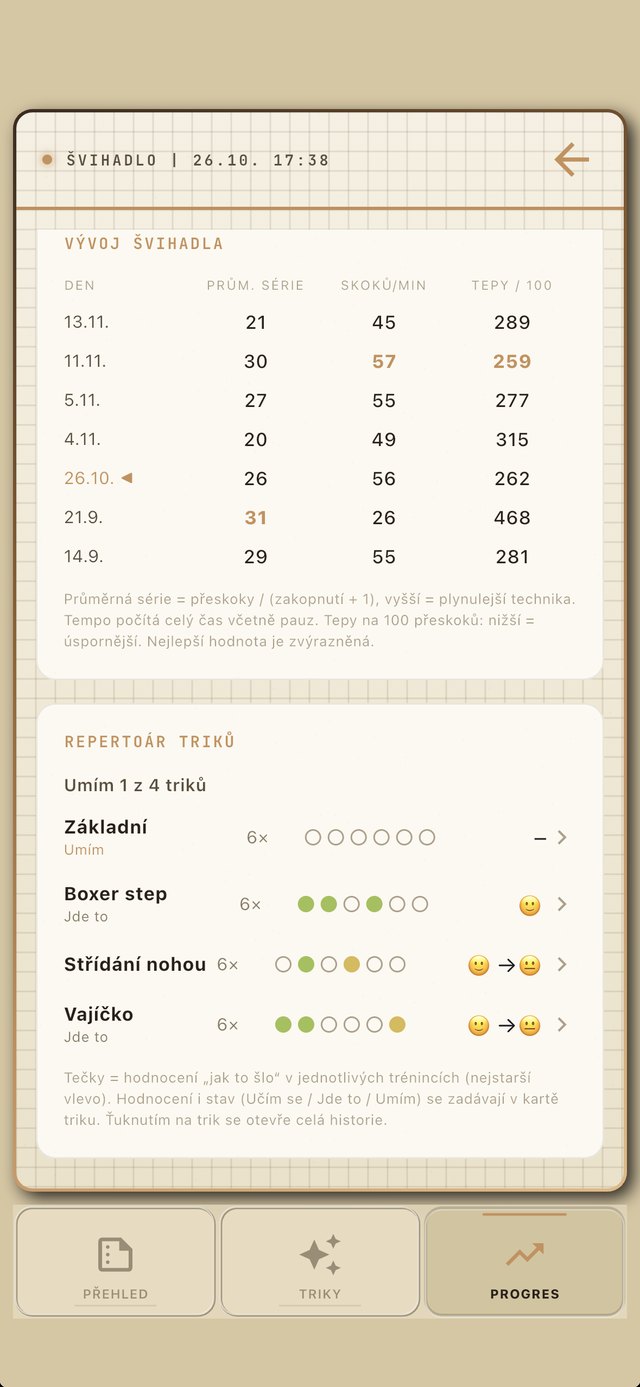 ŠVIHADLO | 26.10. 17:38
VÝVOJ ŠVIHADLA
DEN PRŮM. SÉRIE SKOKŮ/MIN TEPY / 100
13.11. 21 45 289
11.11. 30 57 259
5.11. 27 55 277
4.11. 20 49 315
26.10. ◄ 26 56 262
21.9. 31 26 468
14.9. 29 55 281
Průměrná série = přeskoky / (zakopnutí + 1), vyšší = plynulejší technika.
Tempo počítá celý čas včetně pauz. Tepy na 100 přeskoků: nižší =
úspornější. Nejlepší hodnota je zvýrazněná.
REPERTOÁR TRIKŮ
Umím 1 z 4 triků
Základní 6× –
Umím
Boxer step 6× 🙂
Jde to
Střídání nohou 6× 🙂 → 😐
Vajíčko 6× 🙂 → 😐
Jde to
Tečky = hodnocení „jak to šlo“ v jednotlivých trénincích (nejstarší
vlevo). Hodnocení i stav (Učím se / Jde to / Umím) se zadávají v kartě
triku. Ťuknutím na trik se otevře celá historie.
PŘEHLED TRIKY PROGRES